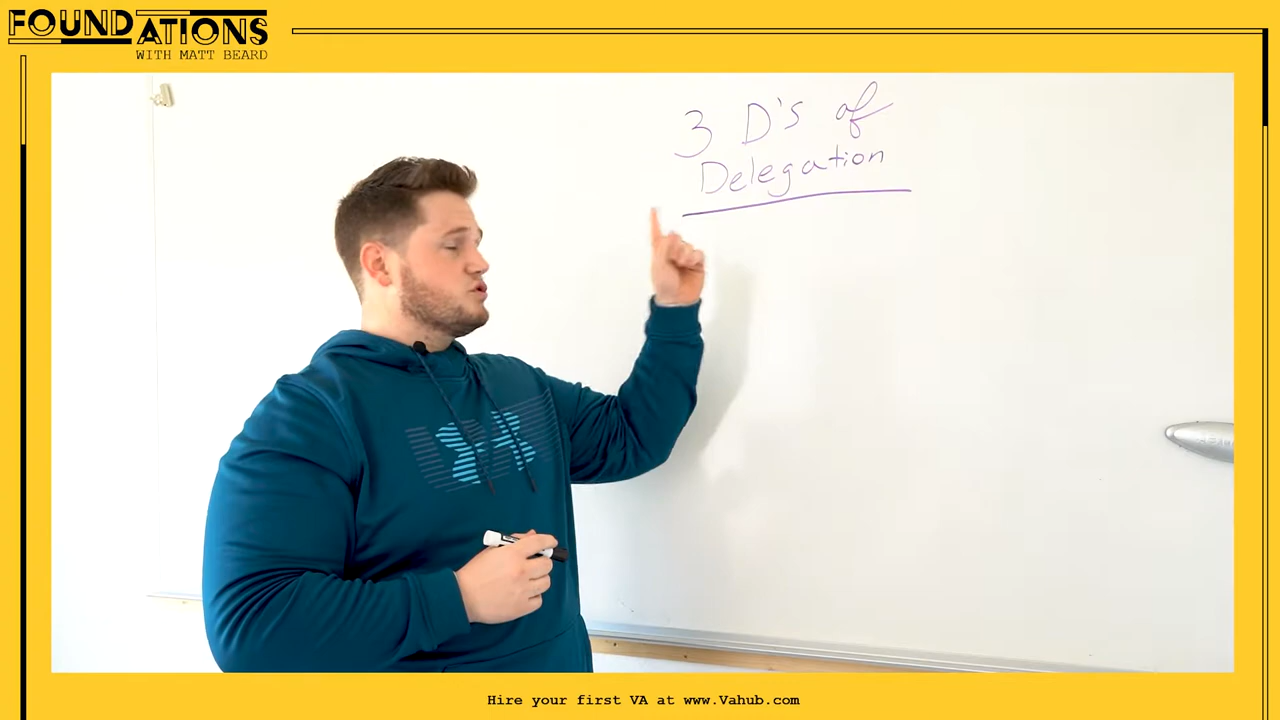 FOUNDATIONS
WITH MATT BEARD
3 D's of
Delegation
Hire your first VA at www.Vahub.com